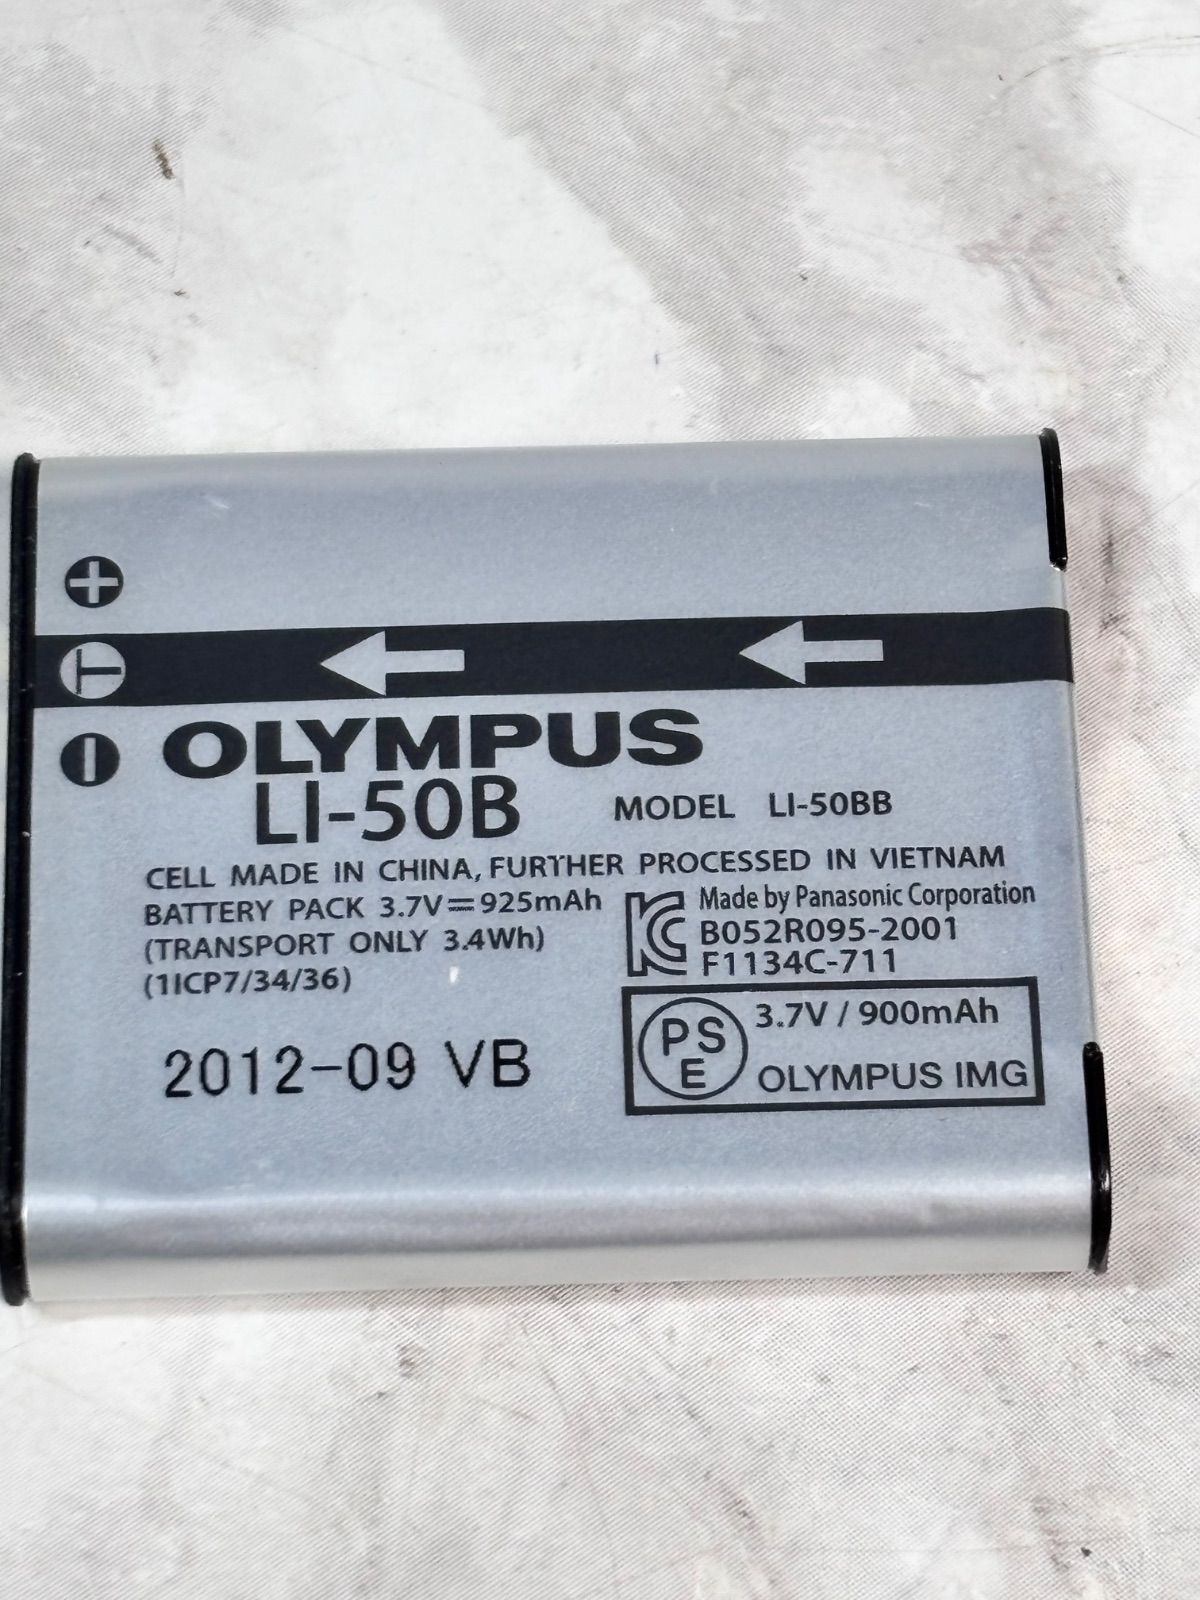 +
T
OLYMPUS
LI-50B MODEL LI-50BB
CELL MADE IN CHINA, FURTHER PROCESSED IN VIETNAM
BATTERY PACK 3.7V⎓925mAh
(TRANSPORT ONLY 3.4Wh)
(1ICP7/34/36)
KC
Made by Panasonic Corporation
B052R095-2001
F1134C-711
2012-09 VB
PS
E
3.7V / 900mAh
OLYMPUS IMG